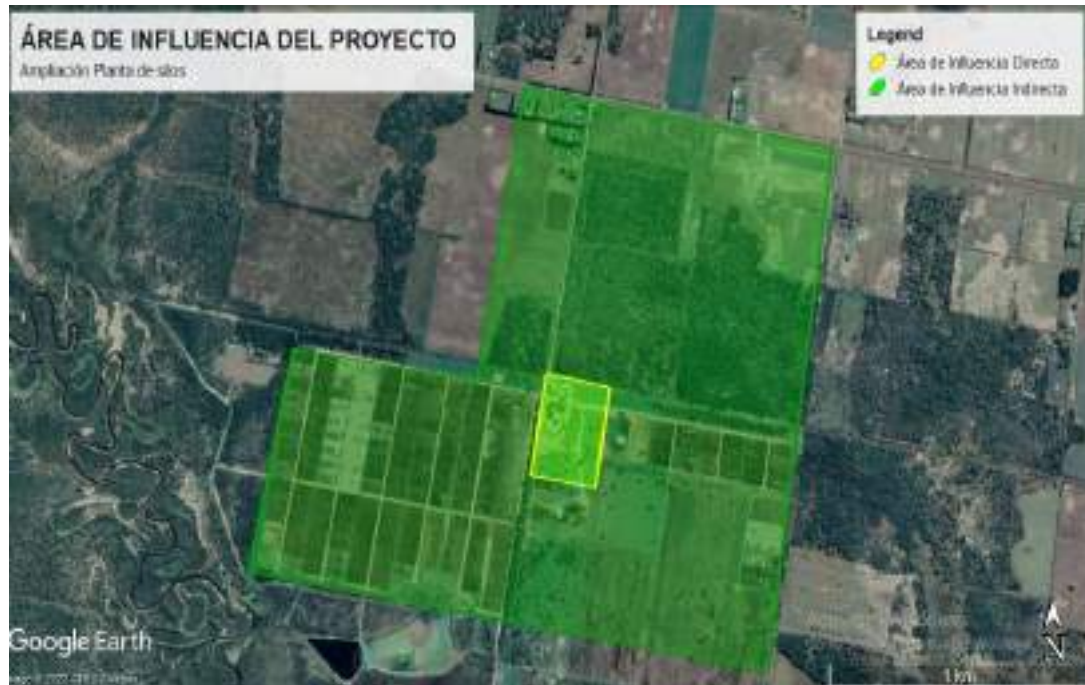 ÁREA DE INFLUENCIA DEL PROYECTO
Ampliación Planta de silos
Legend
Área de Influencia Directa
Área de Influencia Indirecta
Google Earth
1 km
N